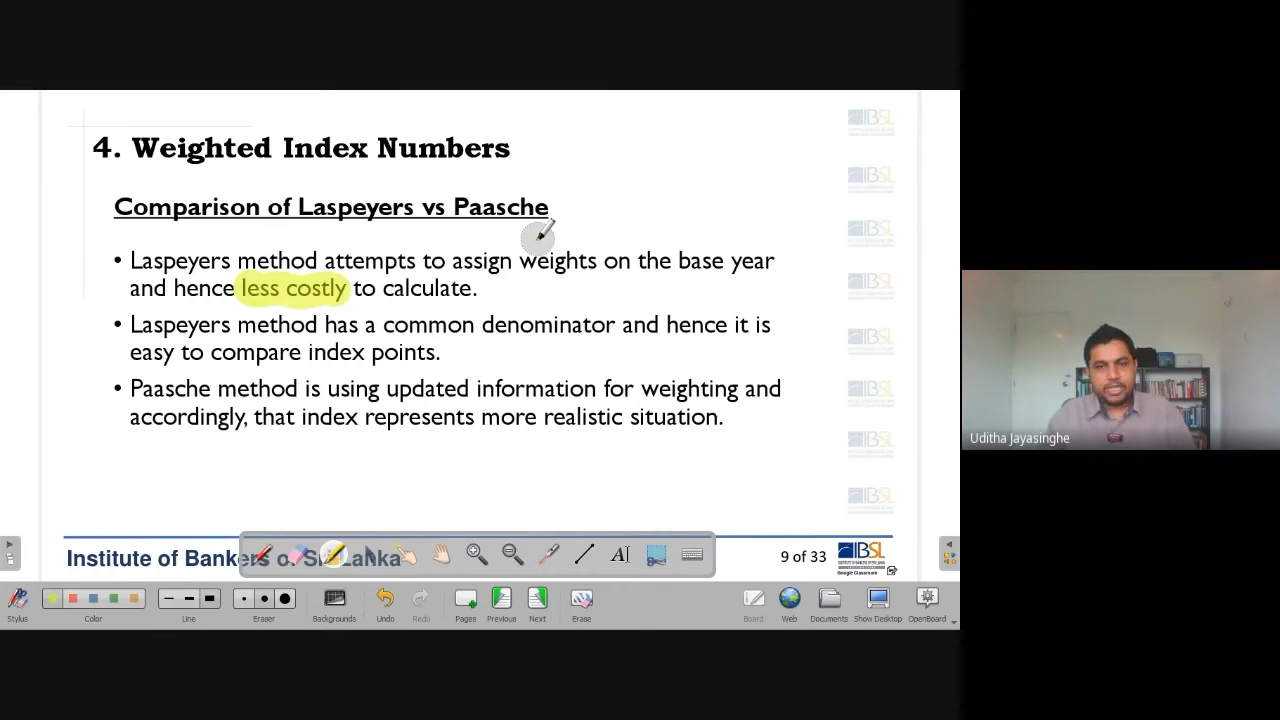 4. Weighted Index Numbers
Comparison of Laspeyers vs Paasche
• Laspeyers method attempts to assign weights on the base year
and hence less costly to calculate.
• Laspeyers method has a common denominator and hence it is
easy to compare index points.
• Paasche method is using updated information for weighting and
accordingly, that index represents more realistic situation.
Uditha Jayasinghe
Institute of Bankers of Sri Lanka
9 of 33
IBSL
Google Classroom
Stylus
Color
Line
Eraser
Backgrounds
Undo
Redo
Pages
Previous
Next
Erase
Board
Web
Documents
Show Desktop
OpenBoard